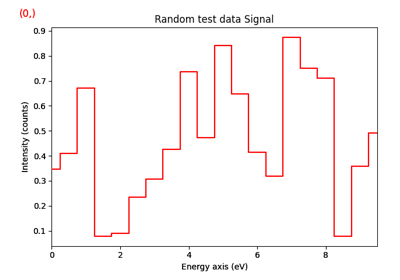 (0,)
Random test data Signal
Intensity (counts)
0.9
0.8
0.7
0.6
0.5
0.4
0.3
0.2
0.1
0 2 4 6 8
Energy axis (eV)